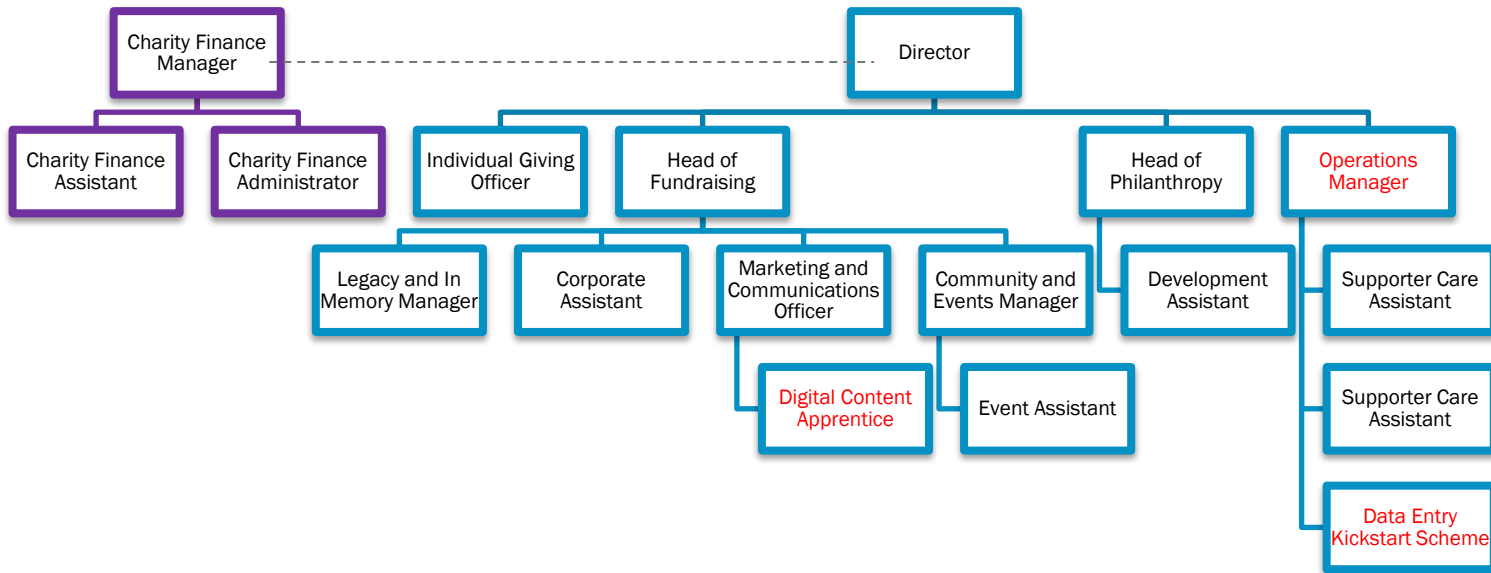 Charity Finance
Manager
Director
Charity Finance
Assistant
Charity Finance
Administrator
Individual Giving
Officer
Head of
Fundraising
Head of
Philanthropy
Operations
Manager
Legacy and In
Memory Manager
Corporate
Assistant
Marketing and
Communications
Officer
Community and
Events Manager
Development
Assistant
Supporter Care
Assistant
Digital Content
Apprentice
Event Assistant
Supporter Care
Assistant
Data Entry
Kickstart Scheme